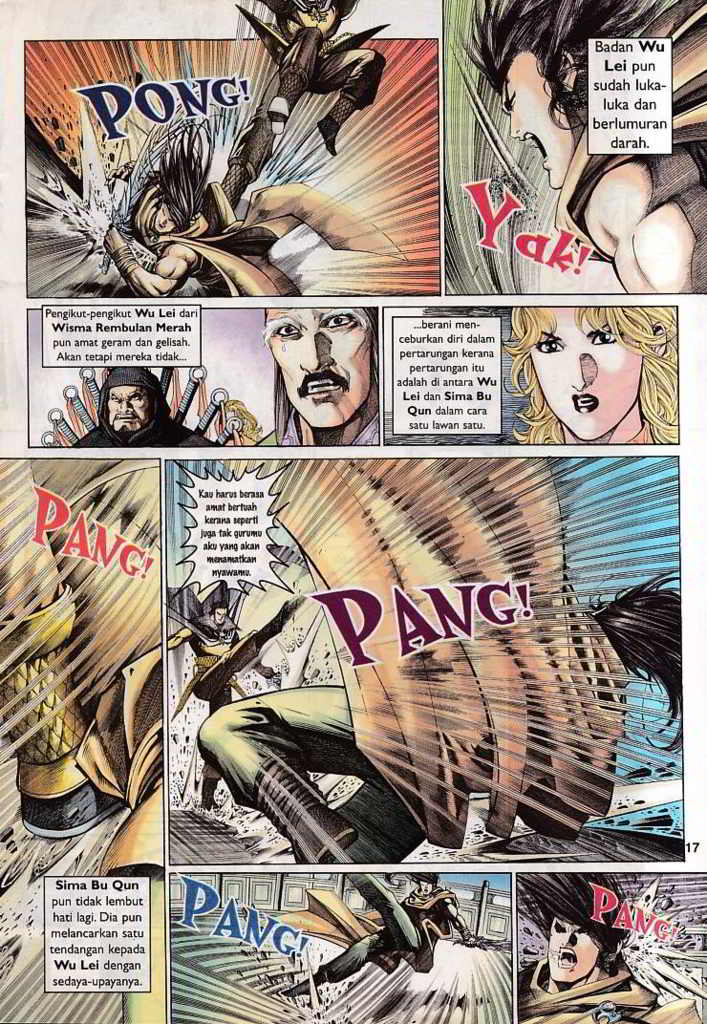 PONG!
Badan Wu
Lei pun
sudah luka-
luka dan
berlumuran
darah.
Yak!
Pengikut-pengikut Wu Lei dari
Wisma Rembulan Merah
pun amat geram dan gelisah.
Akan tetapi mereka tidak...
...berani men-
ceburkan diri dalam
pertarungan kerana
pertarungan itu
adalah di antara Wu
Lei dan Sima Bu
Qun dalam cara
satu lawan satu.
PANG!
Kau harus berasa
amat bertuah
kerana seperti
juga tak gurumu
aku yang akan
menamatkan
nyawamu.
PANG!
17
Sima Bu Qun
pun tidak lembut
hati lagi. Dia pun
melancarkan satu
tendangan kepada
Wu Lei dengan
sedaya-upayanya.
PANG!
PANG!